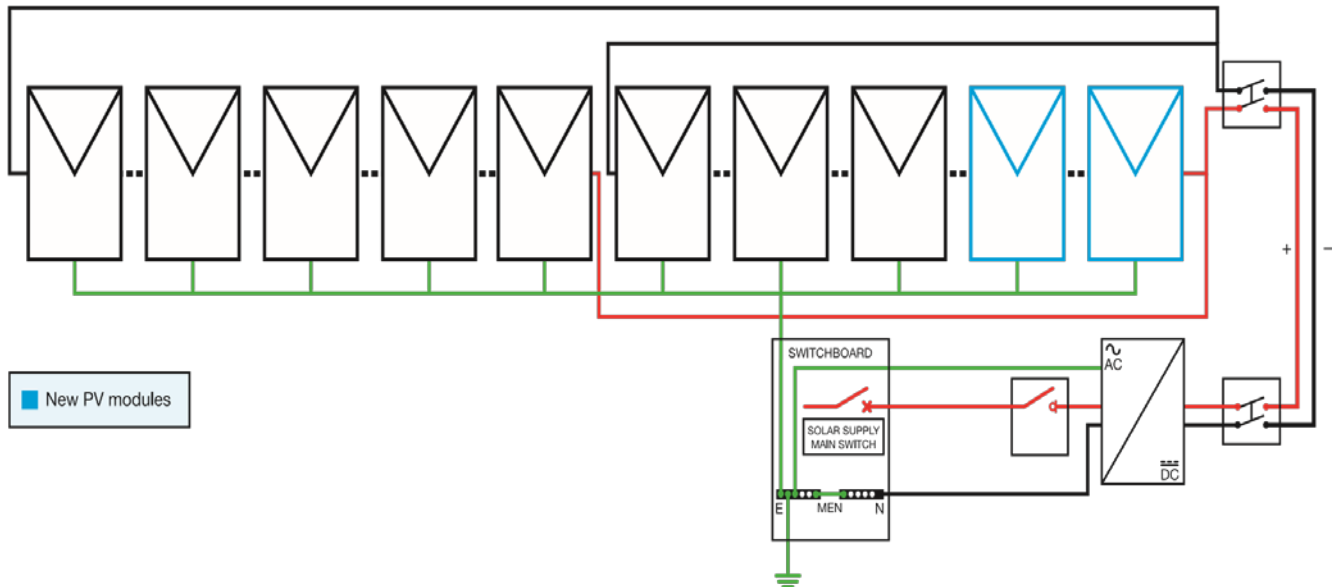 +
–
SWITCHBOARD
AC
New PV modules
SOLAR SUPPLY
MAIN SWITCH
DC
E
MEN
N